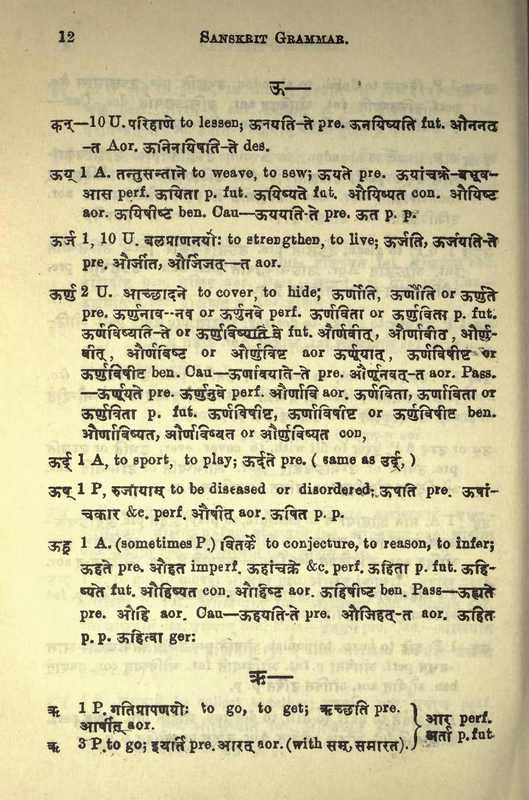 12 SANSKRIT GRAMMAR.
ऊ—
ऊन्—10 U. परिहाणे to lessen; ऊनयति-ते pre. ऊनयिष्यति fut. औननत्
-त Aor. ऊनिनयिषति-ते des.
ऊय् 1 A. तन्तुसन्ताने to weave, to sew; ऊयते pre. ऊयांचक्रे-बभूव-
आस perf. ऊयिता p. fut. ऊयिष्यते fut. औयिष्यत con. औयिष्ट
aor. ऊयिषीष्ट ben. Cau—ऊययति-ते pre. ऊत p. p.
ऊर्ज 1, 10 U. बलप्राणनयोः to strengthen, to live; ऊर्जति, ऊर्जयति-ते
pre. और्जीत्, और्जिजत्—त aor.
ऊर्णु 2 U. आच्छादने to cover, to hide; ऊर्णोति, ऊर्णौति or ऊर्णुते
pre. ऊर्णुनाव--नव or ऊर्णुनुवे perf. ऊर्णविता or ऊर्णुविता p. fut.
ऊर्णविष्यति-ते or ऊर्णुविष्यति ते fut. और्णवीत्, और्णावीत्, और्णु-
वीत्, और्णविष्ट or और्णुविष्ट aor ऊर्णूयात्, ऊर्णविषीष्ट or
ऊर्णुविषीष्ट ben. Cau—ऊर्णावयति-ते pre. और्णूनवत्-त aor. Pass.
—ऊर्णूयते pre. ऊर्णुनुवे perf. और्णावि aor. ऊर्णविता, ऊर्णाविता or
ऊर्णुविता p. fut. ऊर्णविषीष्ट, ऊर्णाविषीष्ट or ऊर्णुविषीष्ट ben.
और्णाविष्यत, और्णविष्यत or और्णुविष्यत con,
ऊर्द् 1 A, to sport, to play; ऊर्दते pre. ( same as उर्द्, )
ऊष् 1 P, रुजायाम् to be diseased or disordered; ऊषति pre. ऊषां-
चकार &c. perf. औषीत् aor. ऊषित p. p.
ऊह् 1 A. (sometimes P.) वितर्के to conjecture, to reason, to infer;
ऊहते pre. औहत imperf. ऊहांचक्रे &c. perf. ऊहिता p. fut. ऊहि-
ष्यते fut. औहिष्यत con. औहिष्ट aor. ऊहिषीष्ट ben. Pass—ऊह्यते
pre. औहि aor. Cau—ऊहयति-ते pre. औजिहत्-त aor. ऊहित
p. p. ऊहित्वा ger:
ऋ—
ऋ 1 P. गतिप्रापणयोः to go, to get; ऋच्छति pre.
आर्षीत् aor.
ऋ 3 P. to go; इयर्ति pre. आरत् aor. (with सम्, समारत).
आर perf.
अर्ता p. fut